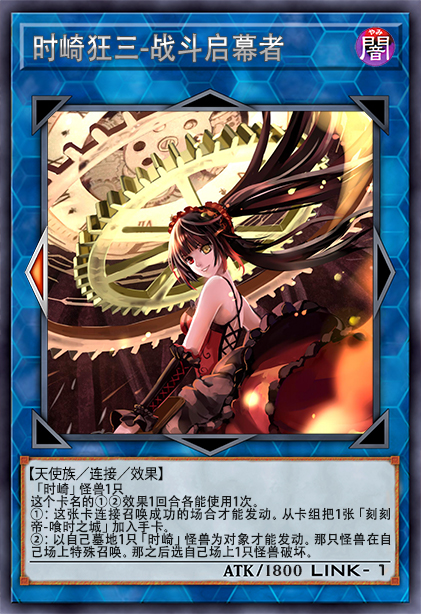 时崎狂三-战斗启幕者
やみ
闇
【天使族／连接／效果】
「时崎」怪兽1只
这个卡名的①②效果1回合各能使用1次。
①：这张卡连接召唤成功的场合才能发动。从卡组把1张「刻刻
帝-喰时之城」加入手卡。
②：以自己墓地1只「时崎」怪兽为对象才能发动。那只怪兽在自
己场上特殊召唤。那之后选自己场上1只怪兽破坏。
ATK/1800 LINK-1